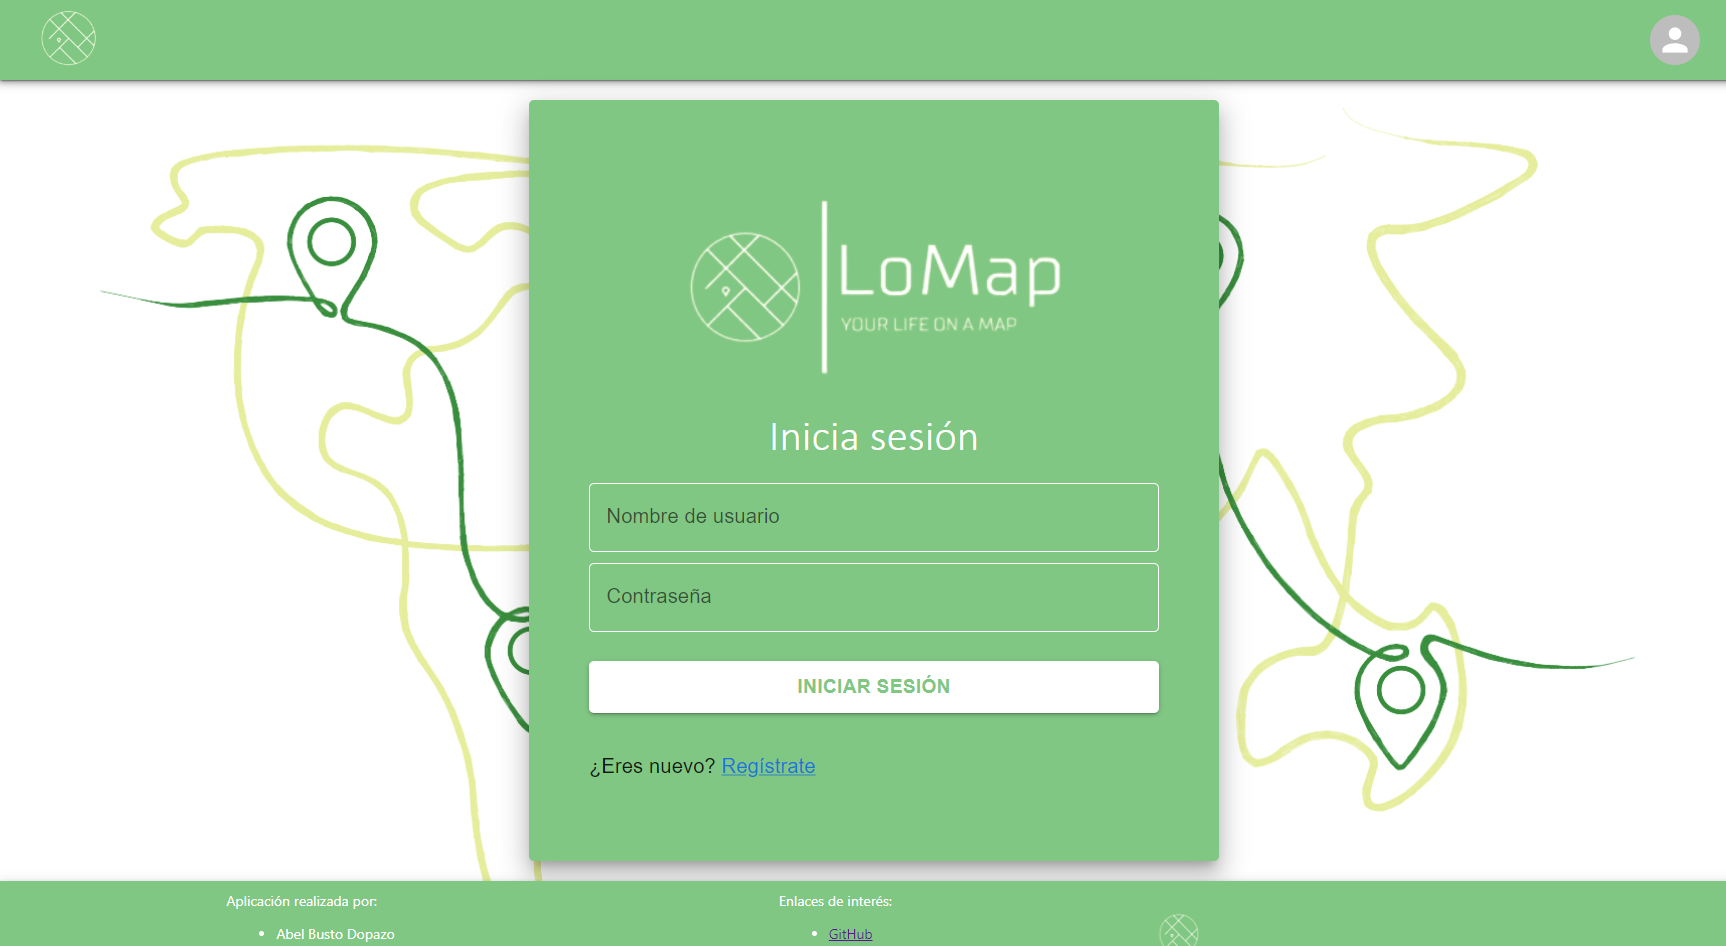 LoMap
YOUR LIFE ON A MAP
Inicia sesión
Nombre de usuario
Contraseña
INICIAR SESIÓN
¿Eres nuevo? Regístrate
Aplicación realizada por:
Abel Busto Dopazo
Enlaces de interés:
GitHub